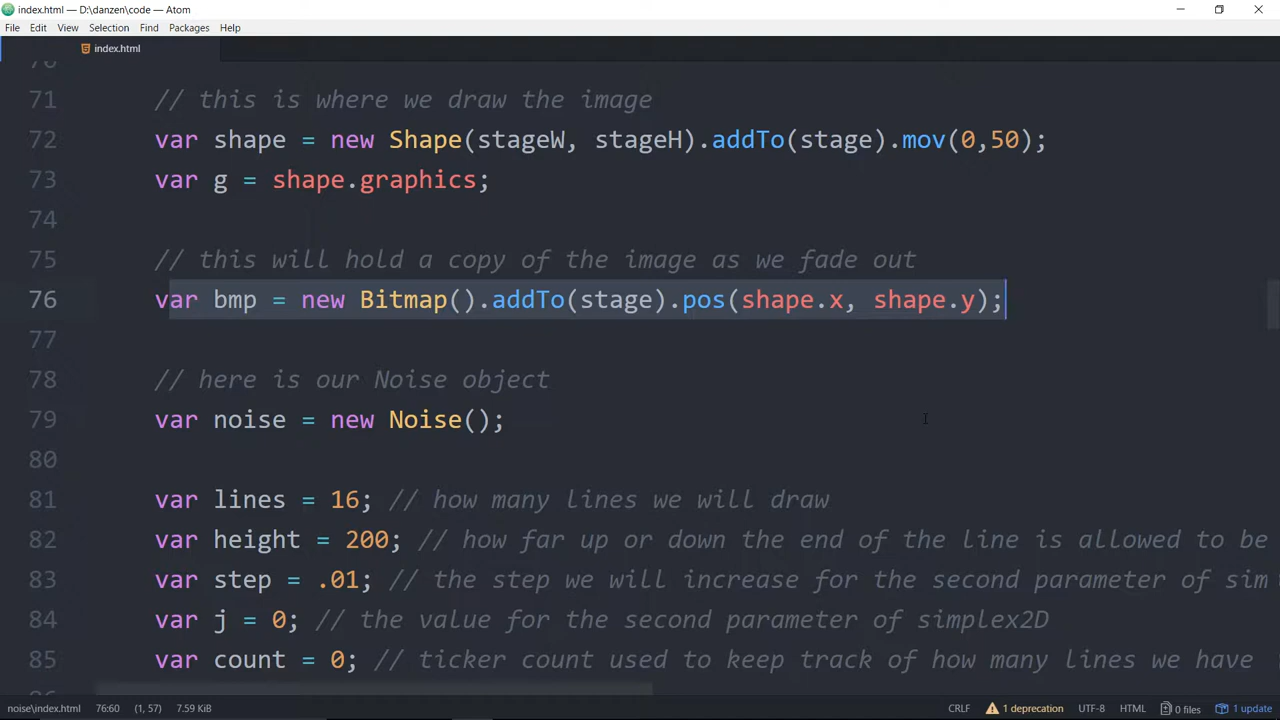 index.html — D:\danzen\code — Atom
File Edit View Selection Find Packages Help
index.html
70
71 // this is where we draw the image
72 var shape = new Shape(stageW, stageH).addTo(stage).mov(0,50);
73 var g = shape.graphics;
74
75 // this will hold a copy of the image as we fade out
76 var bmp = new Bitmap().addTo(stage).pos(shape.x, shape.y);
77
78 // here is our Noise object
79 var noise = new Noise();
80
81 var lines = 16; // how many lines we will draw
82 var height = 200; // how far up or down the end of the line is allowed to be
83 var step = .01; // the step we will increase for the second parameter of sim
84 var j = 0; // the value for the second parameter of simplex2D
85 var count = 0; // ticker count used to keep track of how many lines we have
noise\index.html 76:60 (1, 57) 7.59 KiB CRLF 1 deprecation UTF-8 HTML 0 files 1 update